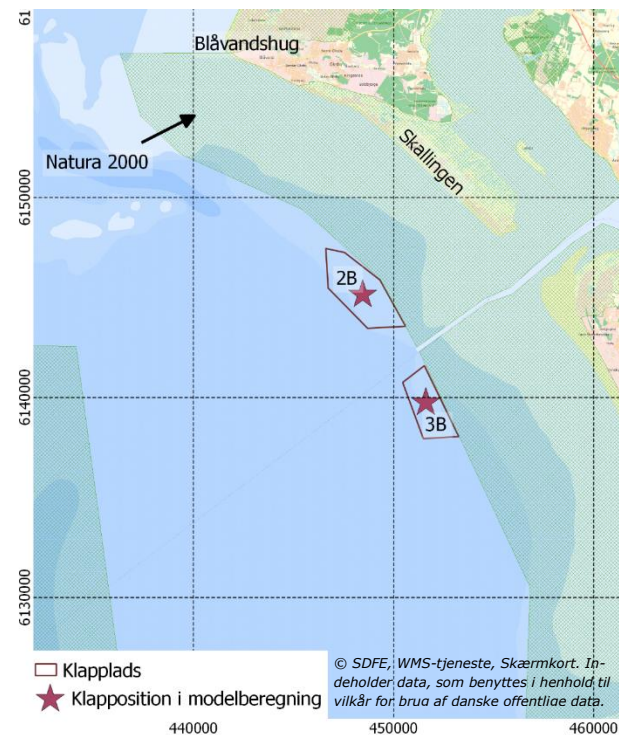 61
Blåvandshug
Natura 2000
Skallingen
6150000
2B
6140000
3B
6130000
Klapplads
Klapposition i modelberegning
© SDFE, WMS-tjeneste, Skærmkort. In-
deholder data, som benyttes i henhold til
vilkår for brug af danske offentlige data.
440000
450000
460000